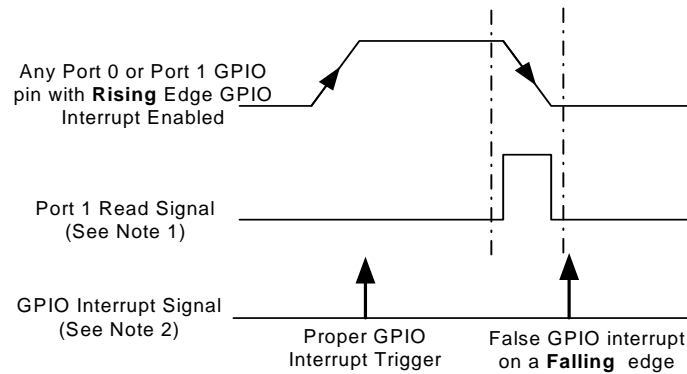 Any Port 0 or Port 1 GPIO
pin with Rising Edge GPIO
Interrupt Enabled
Port 1 Read Signal
(See Note 1)
GPIO Interrupt Signal
(See Note 2)
Proper GPIO
Interrupt Trigger
False GPIO interrupt
on a Falling edge